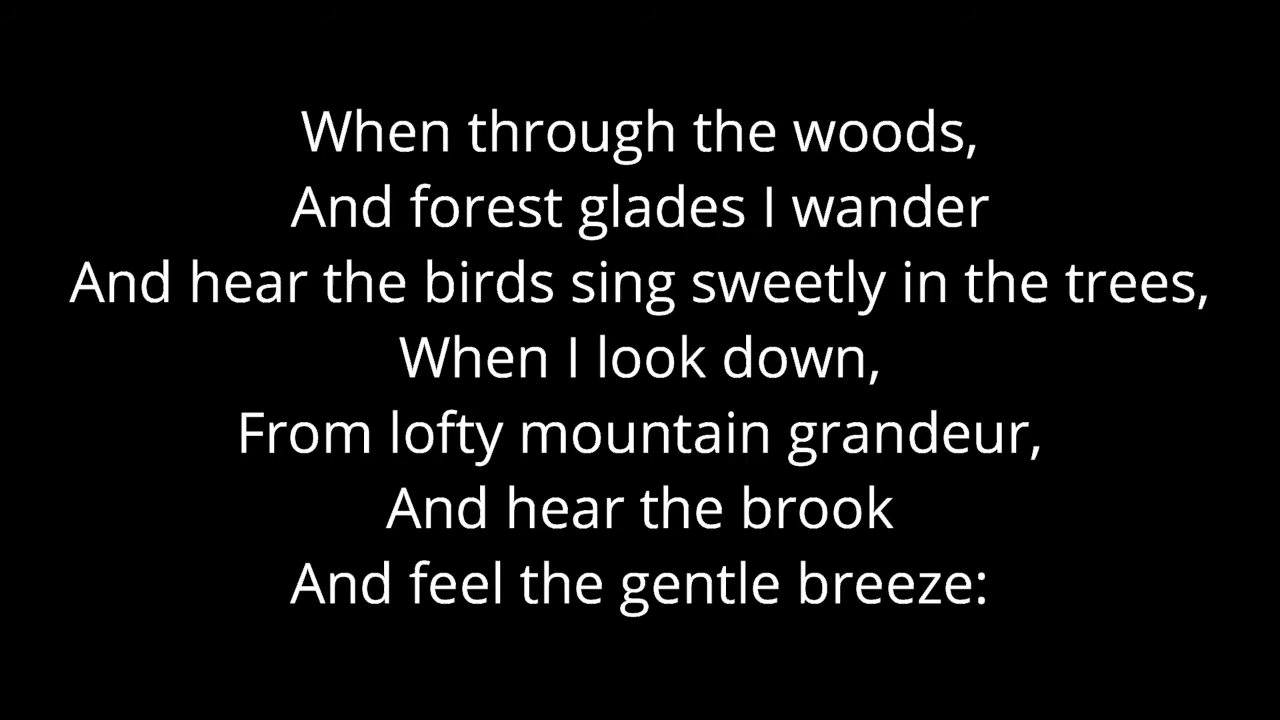 When through the woods,
And forest glades I wander
And hear the birds sing sweetly in the trees,
When I look down,
From lofty mountain grandeur,
And hear the brook
And feel the gentle breeze: